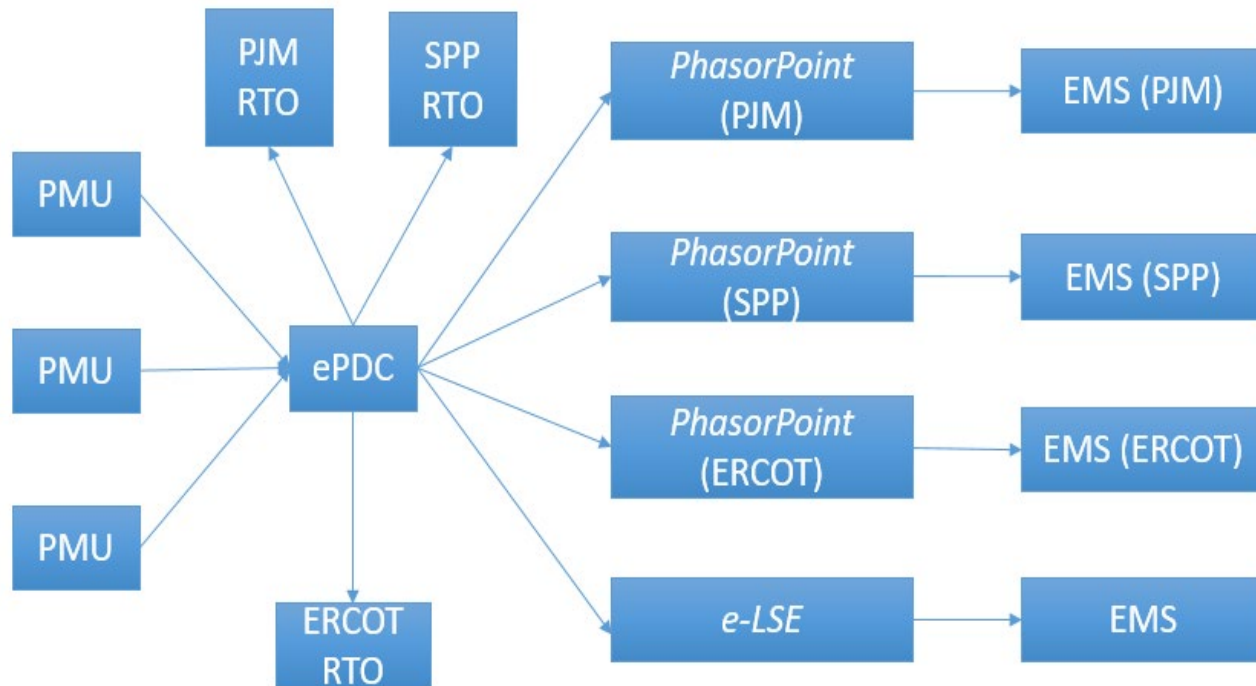 PJM
RTO
SPP
RTO
PhasorPoint
(PJM)
EMS (PJM)
PMU
PhasorPoint
(SPP)
EMS (SPP)
PMU
ePDC
PhasorPoint
(ERCOT)
EMS (ERCOT)
PMU
ERCOT
RTO
e-LSE
EMS